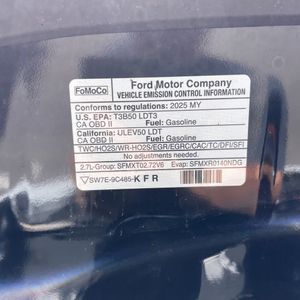 FoMoCo
Ford Motor Company
VEHICLE EMISSION CONTROL INFORMATION
Conforms to regulations: 2025 MY
U.S. EPA: T3B50 LDT3
CA OBD II Fuel: Gasoline
California: ULEV50 LDT
CA OBD II Fuel: Gasoline
TWC/HO2S/WR-HO2S/EGR/EGRC/CAC/TC/DFI/SFI
No adjustments needed.
2.7L-Group: SFMXT02.72V6 Evap: SFMXR0140NDG
SW7E-9C485-KFR